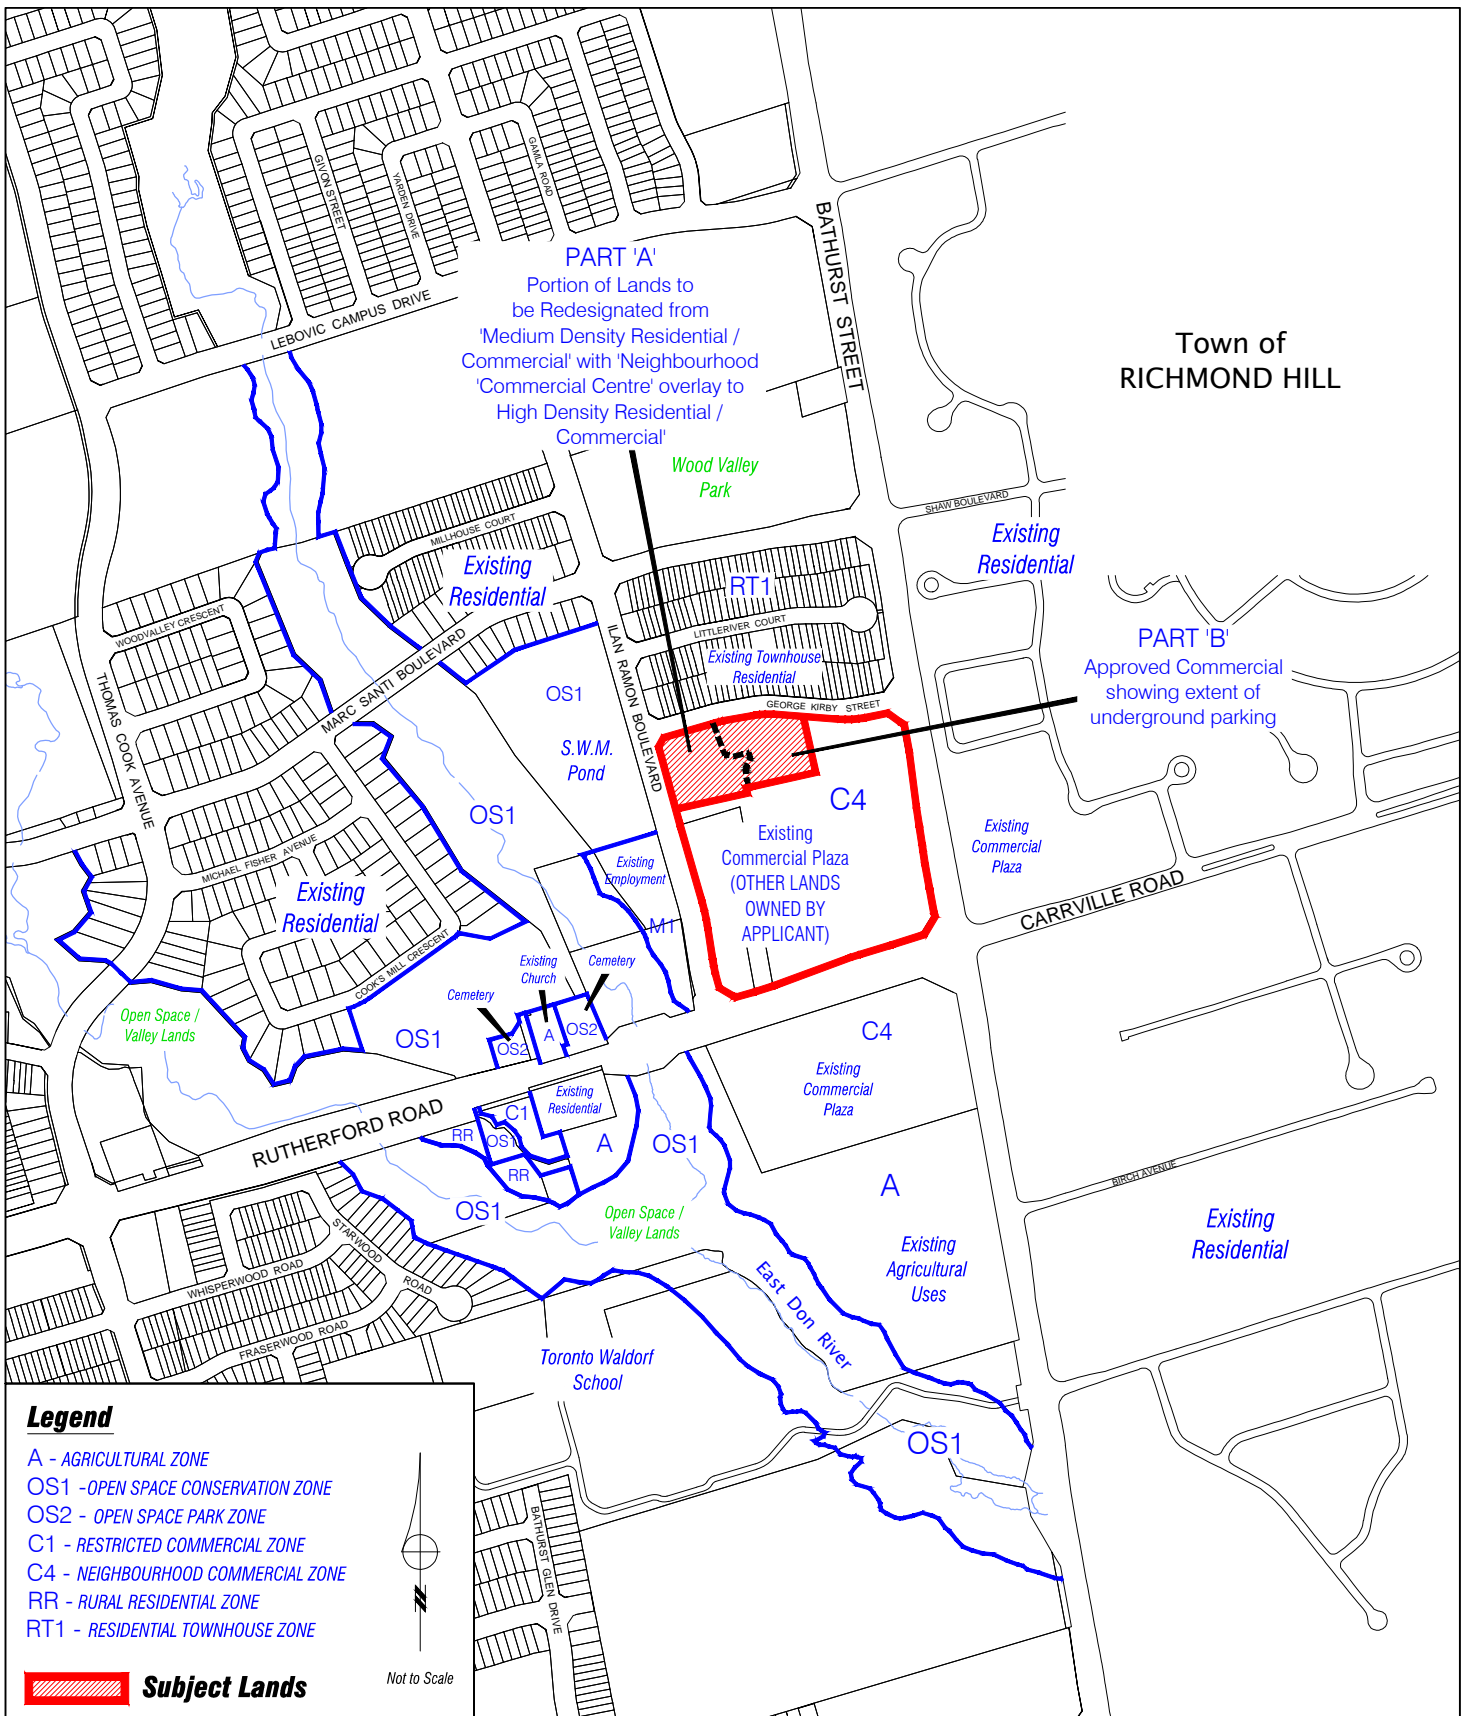 GIVON STREET
YARDEN DRIVE
GAMLA ROAD
BATHURST STREET
LEBOVIC CAMPUS DRIVE
PART 'A'
Portion of Lands to
be Redesignated from
'Medium Density Residential /
Commercial' with 'Neighbourhood
'Commercial Centre' overlay to
High Density Residential /
Commercial'
Town of
RICHMOND HILL
Wood Valley
Park
SHAW BOULEVARD
MILLHOUSE COURT
Existing
Residential
Existing
Residential
RT1
LITTLERIVER COURT
Existing Townhouse
Residential
GEORGE KIRBY STREET
WOODVALLEY CRESCENT
MARC SANTI BOULEVARD
ILAN RAMON BOULEVARD
THOMAS COOK AVENUE
PART 'B'
Approved Commercial
showing extent of
underground parking
OS1
S.W.M.
Pond
OS1
C4
Existing
Commercial Plaza
(OTHER LANDS
OWNED BY
APPLICANT)
Existing
Commercial
Plaza
MICHAEL FISHER AVENUE
Existing
Residential
Existing
Employment
M1
CARRVILLE ROAD
COOK'S MILL CRESCENT
Existing
Church
Cemetery
Cemetery
Open Space /
Valley Lands
OS1
OS2
A
OS2
C4
Existing
Commercial
Plaza
RUTHERFORD ROAD
Existing
Residential
C1
RR
OS1
RR
A
OS1
OS1
Open Space /
Valley Lands
A
Existing
Agricultural
Uses
BIRCH AVENUE
Existing
Residential
STARWOOD
ROAD
WHISPERWOOD ROAD
FRASERWOOD ROAD
East Don River
Toronto Waldorf
School
OS1
BATHURST GLEN DRIVE
Legend
A - AGRICULTURAL ZONE
OS1 -OPEN SPACE CONSERVATION ZONE
OS2 - OPEN SPACE PARK ZONE
C1 - RESTRICTED COMMERCIAL ZONE
C4 - NEIGHBOURHOOD COMMERCIAL ZONE
RR - RURAL RESIDENTIAL ZONE
RT1 - RESIDENTIAL TOWNHOUSE ZONE
Subject Lands
N
Not to Scale